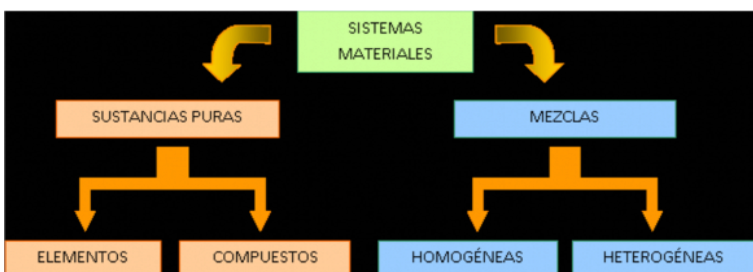 SISTEMAS
MATERIALES
SUSTANCIAS PURAS
MEZCLAS
ELEMENTOS
COMPUESTOS
HOMOGÉNEAS
HETEROGÉNEAS